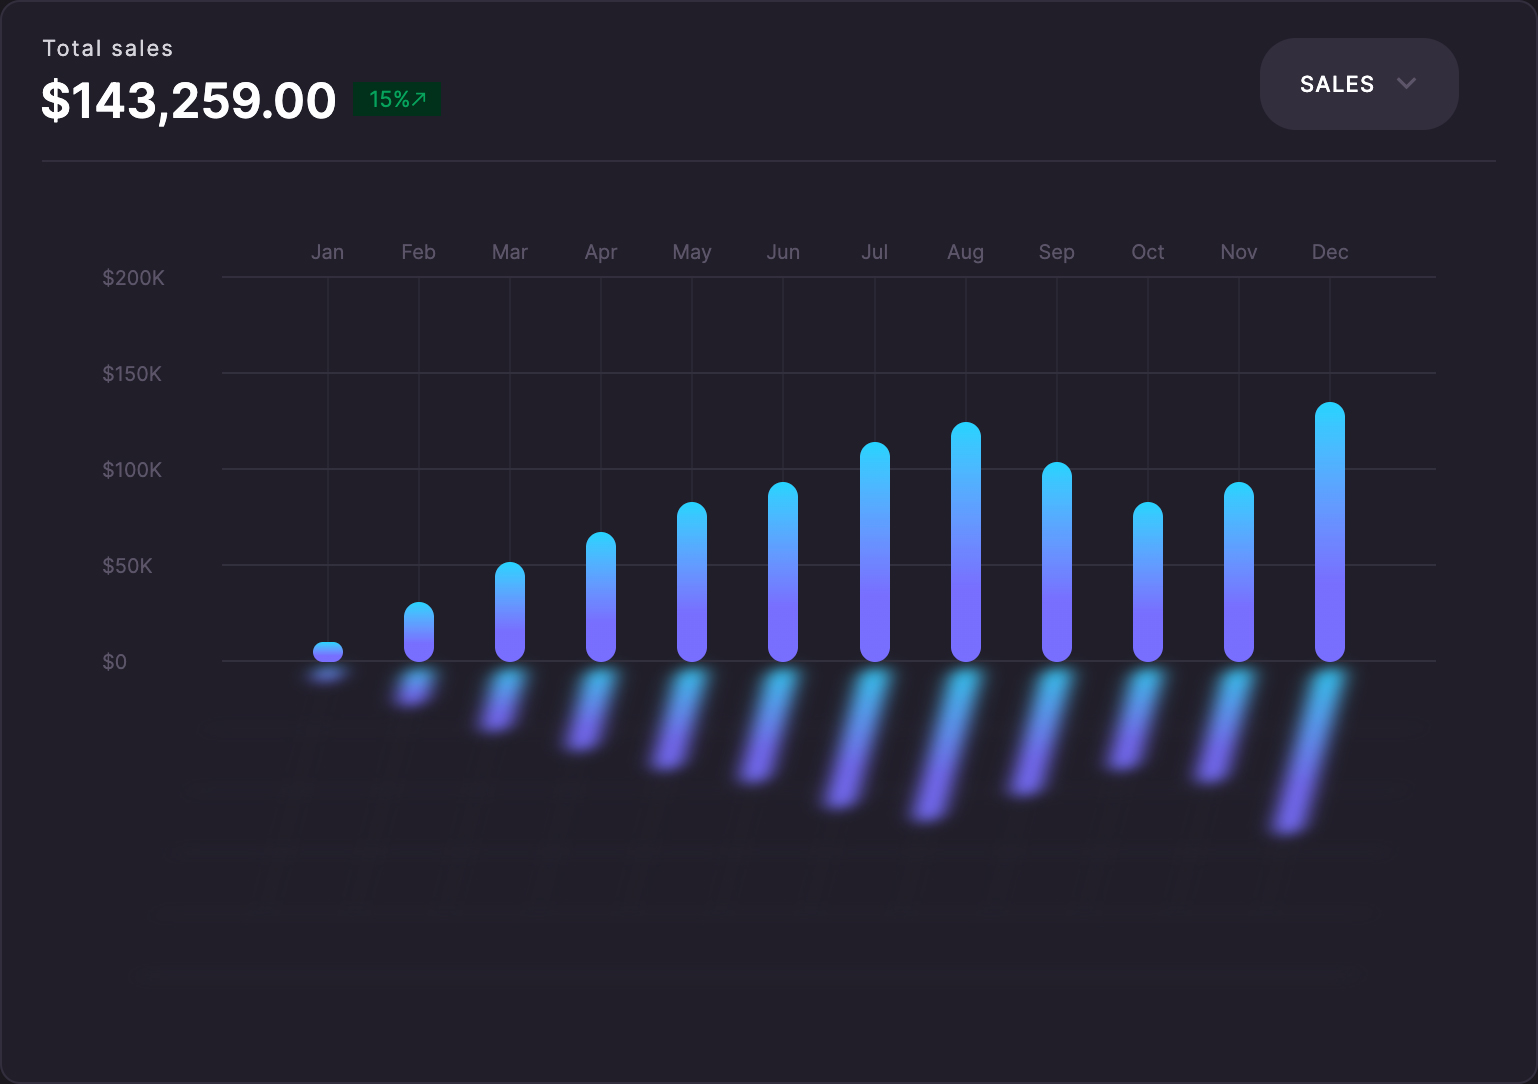 Total sales
$143,259.00 15%↗
SALES
Jan Feb Mar Apr May Jun Jul Aug Sep Oct Nov Dec
$200K
$150K
$100K
$50K
$0